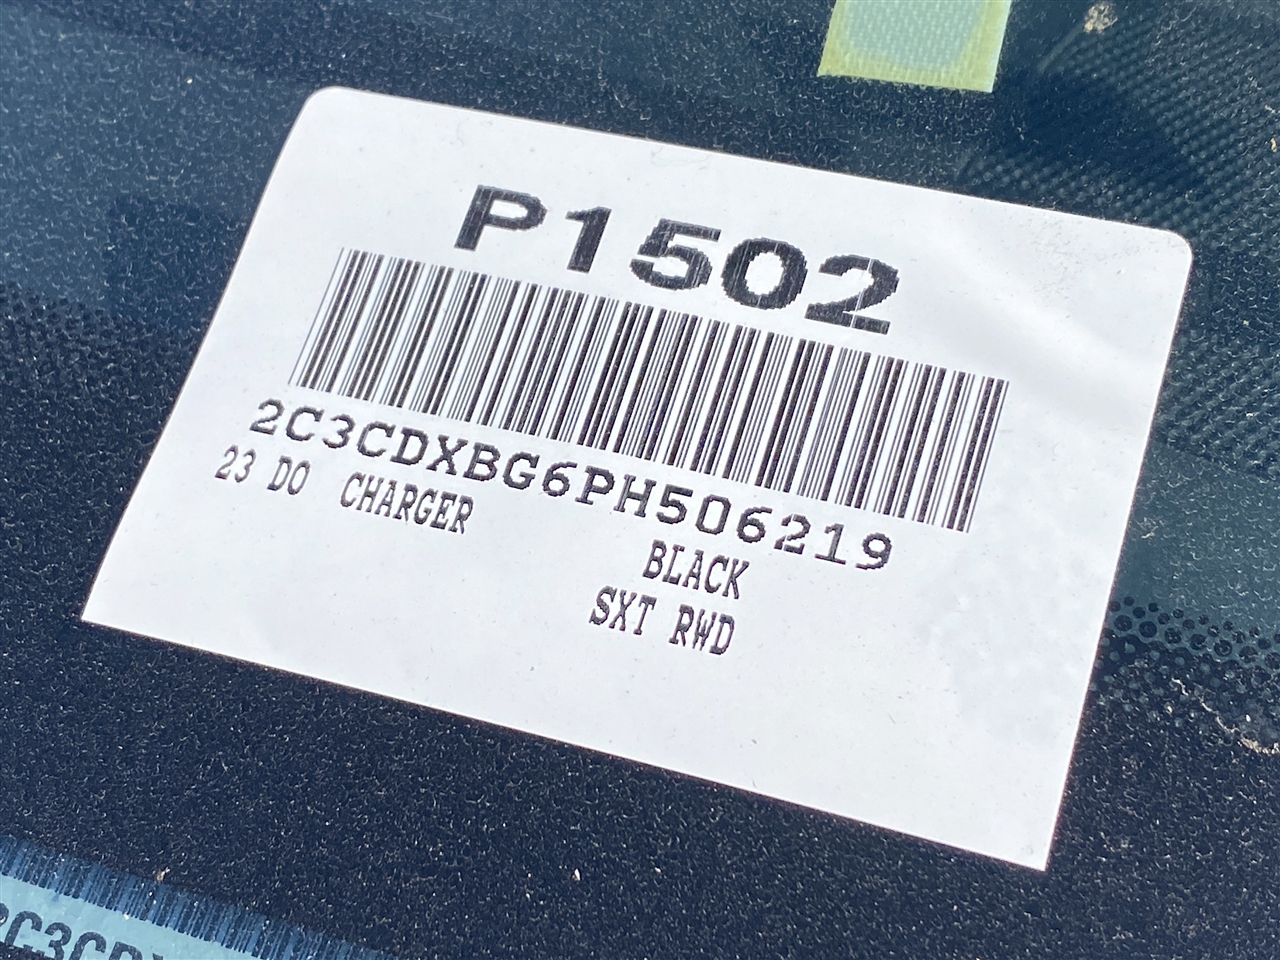 P1502
2C3CDXBG6PH506219
23 DO CHARGER
BLACK
SXT RWD